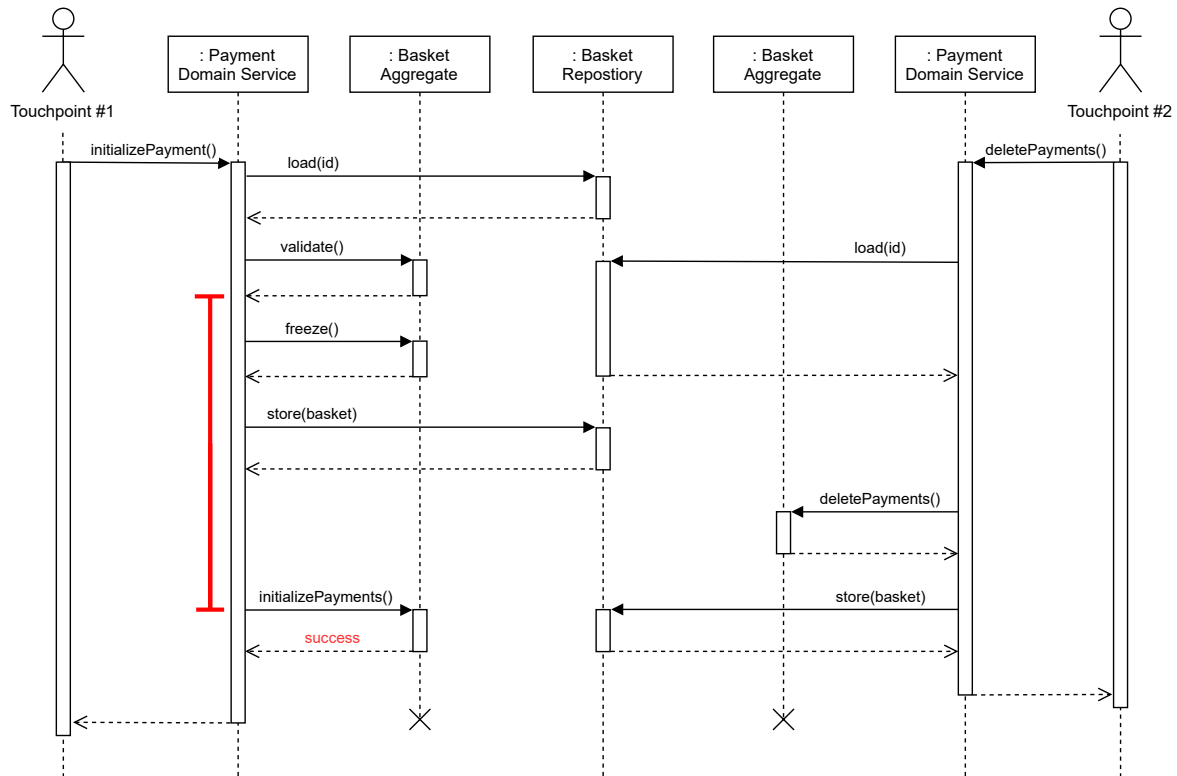 : Payment
Domain Service
: Basket
Aggregate
: Basket
Repostiory
: Basket
Aggregate
: Payment
Domain Service
Touchpoint #1
Touchpoint #2
initializePayment()
deletePayments()
load(id)
validate()
load(id)
freeze()
store(basket)
deletePayments()
initializePayments()
store(basket)
success